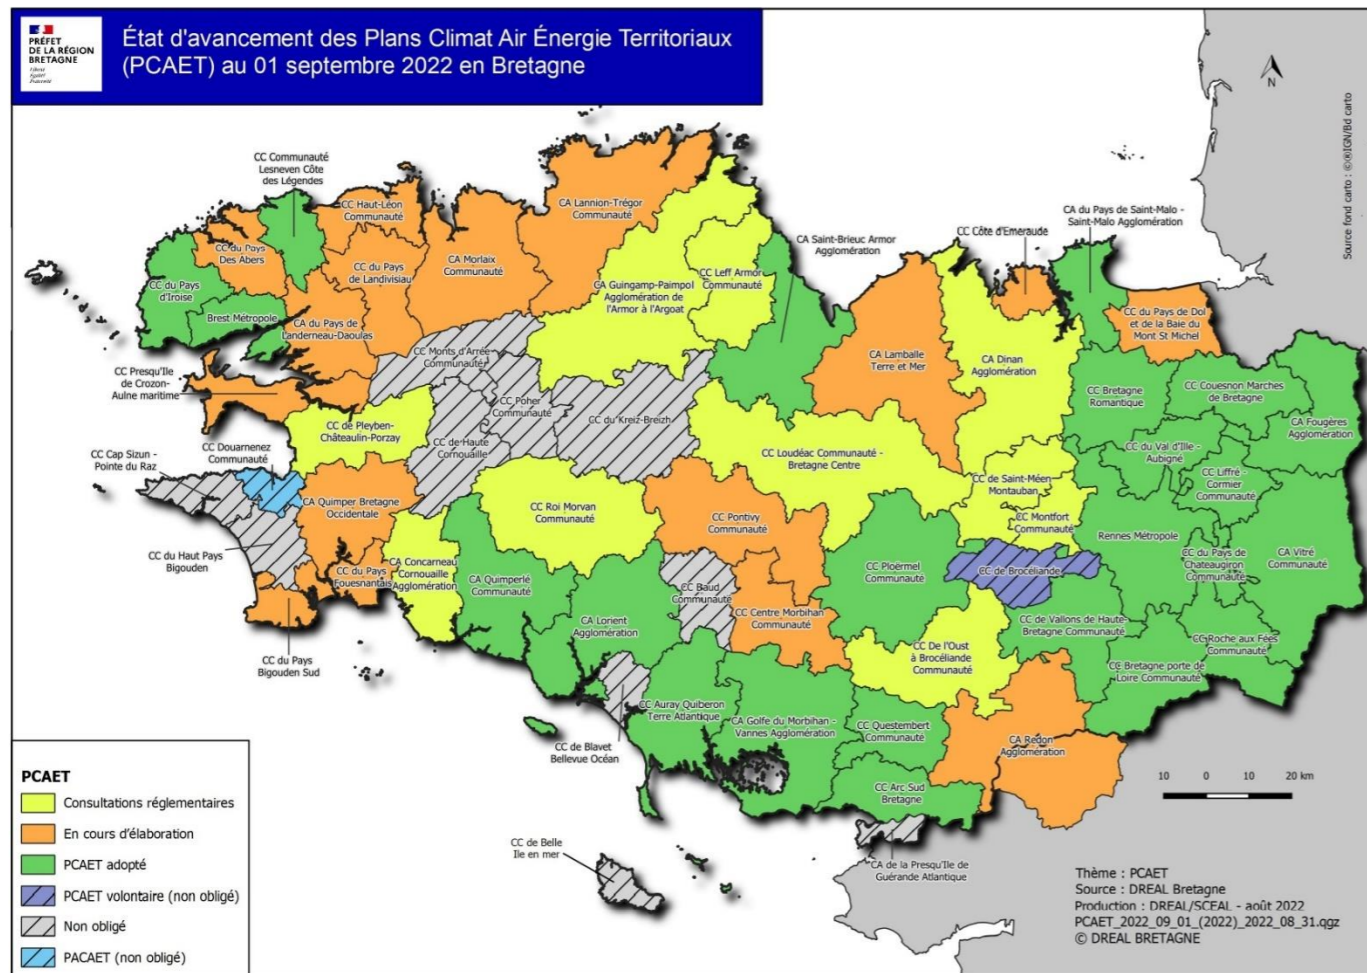 PRÉFET
DE LA RÉGION
BRETAGNE
Liberté
Égalité
Fraternité
État d'avancement des Plans Climat Air Énergie Territoriaux
(PCAET) au 01 septembre 2022 en Bretagne
N
Source fond carto : ©®IGN/Bd carto
CC Communauté
Lesneven Côte
des Légendes
CC Haut-Léon
Communauté
CA Lannion-Trégor
Communauté
CC du Pays
Des Abers
CA Morlaix
Communauté
CC du Pays
de Landivisiau
CC du Pays
d'Iroise
Brest Métropole
CA du Pays de
Landerneau-Daoulas
CA Guingamp-Paimpol
Agglomération de
l'Armor à l'Argoat
CC Leff Armor
Communauté
CA Saint-Brieuc Armor
Agglomération
CC Côte d'Emeraude
CA du Pays de Saint-Malo -
Saint-Malo Agglomération
CC du Pays de Dol
et de la Baie du
Mont St Michel
CA Lamballe
Terre et Mer
CA Dinan
Agglomération
CC Monts d'Arrée
Communauté
CC Presqu'Ile
de Crozon-
Aulne maritime
CC Poher
Communauté
CC du Kreiz-Breizh
CC Bretagne
Romantique
CC Couesnon Marches
de Bretagne
CA Fougères
Agglomération
CC de Pleyben-
Châteaulin-Porzay
CC de Haute
Cornouaille
CC Douarnenez
Communauté
CC Cap Sizun -
Pointe du Raz
CC Loudéac Communauté -
Bretagne Centre
CC du Val d'Ille -
Aubigné
CC Liffré -
Cormier
Communauté
CC de Saint-Méen
Montauban
CA Quimper Bretagne
Occidentale
CC Roi Morvan
Communauté
CC Pontivy
Communauté
CC Montfort
Communauté
Rennes Métropole
CC du Haut Pays
Bigouden
CC du Pays
Fouesnantais
CA Concarneau
Cornouaille
Agglomération
CA Quimperlé
Communauté
CC Baud
Communauté
CC Ploërmel
Communauté
CC de Brocéliande
CC du Pays de
Chateaugiron
Communauté
CA Vitré
Communauté
CA Lorient
Agglomération
CC Centre Morbihan
Communauté
CC de Vallons de Haute-
Bretagne Communauté
CC Roche aux Fées
Communauté
CC du Pays
Bigouden Sud
CC De l'Oust
à Brocéliande
Communauté
CC Bretagne porte de
Loire Communauté
CC Auray Quiberon
Terre Atlantique
CA Golfe du Morbihan -
Vannes Agglomération
CC Questembert
Communauté
CA Redon
Agglomération
CC de Blavet
Bellevue Océan
CC Arc Sud
Bretagne
10 0 10 20 km
CC de Belle
Ile en mer
CA de la Presqu'Ile de
Guérande Atlantique
PCAET
Consultations réglementaires
En cours d'élaboration
PCAET adopté
PCAET volontaire (non obligé)
Non obligé
PACAET (non obligé)
Thème : PCAET
Source : DREAL Bretagne
Production : DREAL/SCEAL - août 2022
PCAET_2022_09_01_(2022)_2022_08_31.qgz
© DREAL BRETAGNE